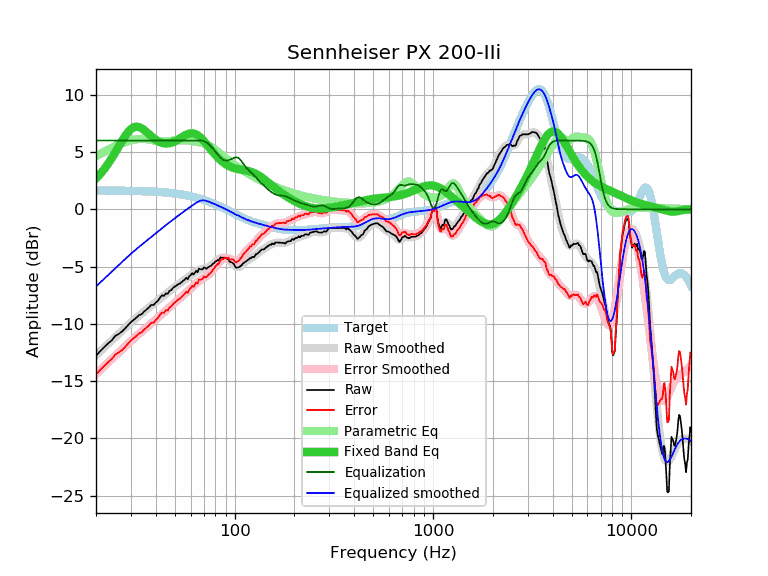 Sennheiser PX 200-IIi
Amplitude (dBr)
10
5
0
−5
−10
−15
−20
−25
Target
Raw Smoothed
Error Smoothed
Raw
Error
Parametric Eq
Fixed Band Eq
Equalization
Equalized smoothed
100
1000
10000
Frequency (Hz)